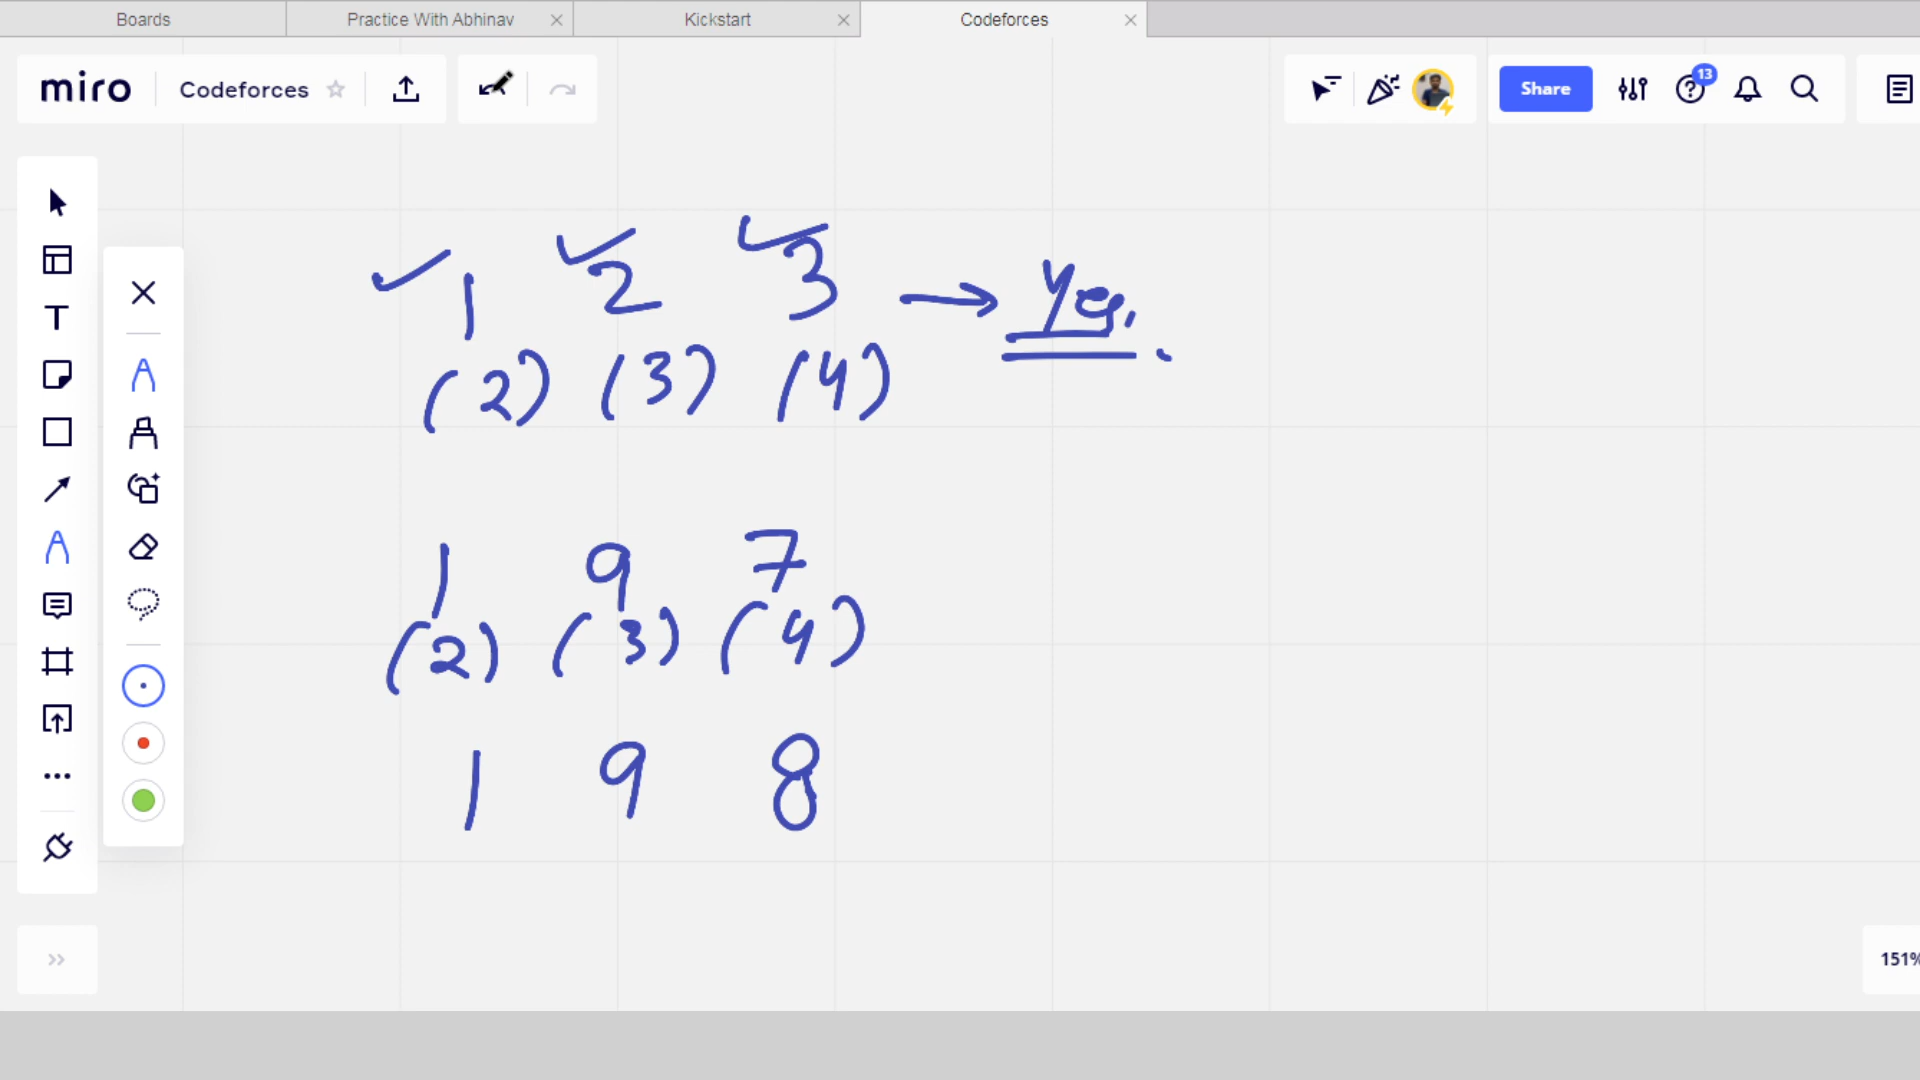 Boards Practice With Abhinav Kickstart Codeforces
miro Codeforces Share 13
1 2 3 → Yes.
(2) (3) (4)
1 9 7
(2) (3) (4)
1 9 8
151%